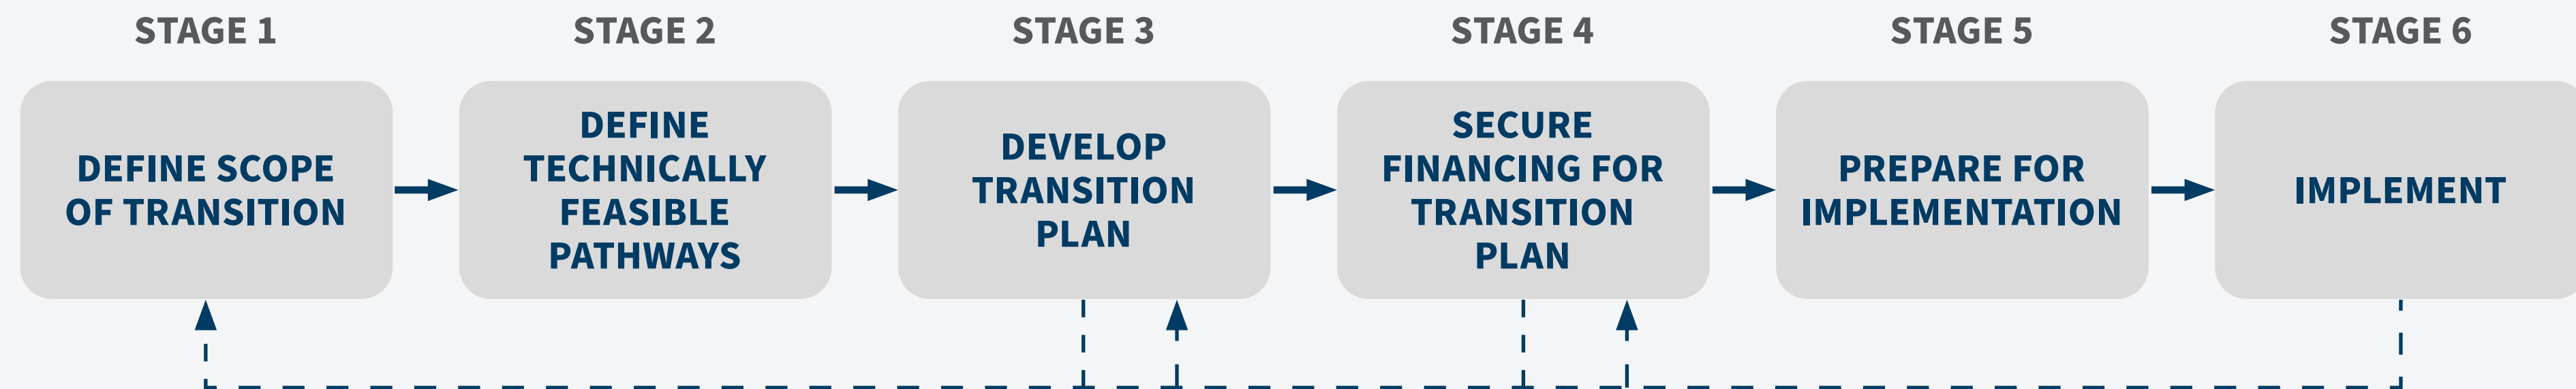 STAGE 1
DEFINE SCOPE
OF TRANSITION
STAGE 2
DEFINE
TECHNICALLY
FEASIBLE
PATHWAYS
STAGE 3
DEVELOP
TRANSITION
PLAN
STAGE 4
SECURE
FINANCING FOR
TRANSITION
PLAN
STAGE 5
PREPARE FOR
IMPLEMENTATION
STAGE 6
IMPLEMENT